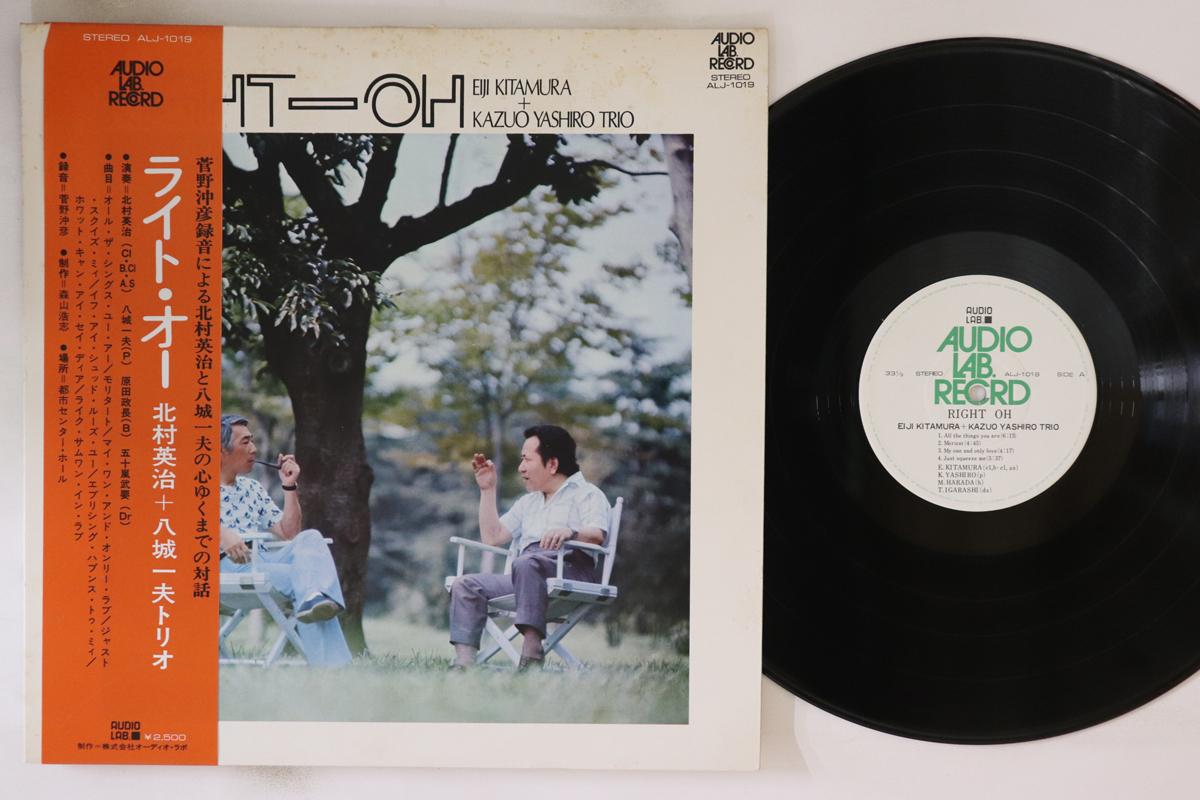 STEREO ALJ-1019
AUDIO
LAB.
RECORD
菅野沖彦録音による北村英治と八城一夫の心ゆくまでの対話
ライト・オー 北村英治+八城一夫トリオ
●演奏=北村英治(Cl・B.Cl・A.S) 八城一夫(P) 原田政長(B) 五十嵐武要(Dr)
●曲目=オール・ザ・シングス・ユー・アー/モリタート/マイ・ワン・アンド・オンリー・ラブ/ジャスト
・スクイズ・ミィ/イフ・アイ・シュッド・ルーズ・ユー/エブリシング・ハプンス・トゥ・ミィ/
ホワット・キャン・アイ・セイ・ディア/ライク・サムワン・イン・ラブ
●録音=菅野沖彦 ●制作=森山浩志 ●場所=都市センター・ホール
AUDIO
LAB.
¥2,500
制作=株式会社オーディオ・ラボ
HT-OH
EIJI KITAMURA
+
KAZUO YASHIRO TRIO
AUDIO
LAB.
RECORD
STEREO
ALJ-1019
AUDIO
LAB.
AUDIO
LAB.
RECORD
33⅓ STEREO ALJ-1019 SIDE A
RIGHT OH
EIJI KITAMURA+KAZUO YASHIRO TRIO
1. All the things you are(6:15)
2. Moritat(4:45)
3. My one and only love(4:17)
4. Just squeeze me(5:37)
E. KITAMURA(cl,b-cl, as)
K. YASHIRO(p)
M. HARADA(b)
T. IGARASHI(ds)